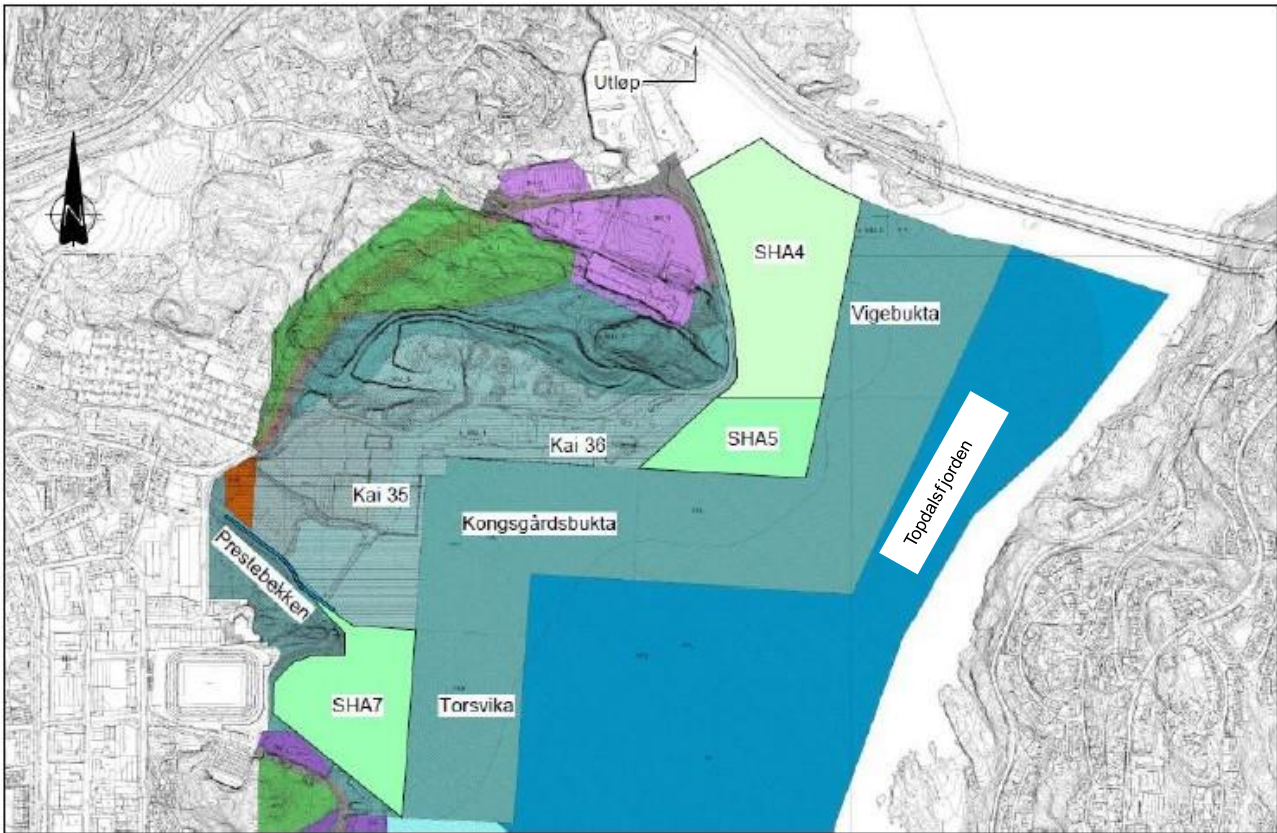 Utløp
N
SHA4
Vigebukta
SHA5
Kai 36
Kai 35
Kongsgårdsbukta
Topdalsfjorden
Prestebekken
SHA7
Torsvika